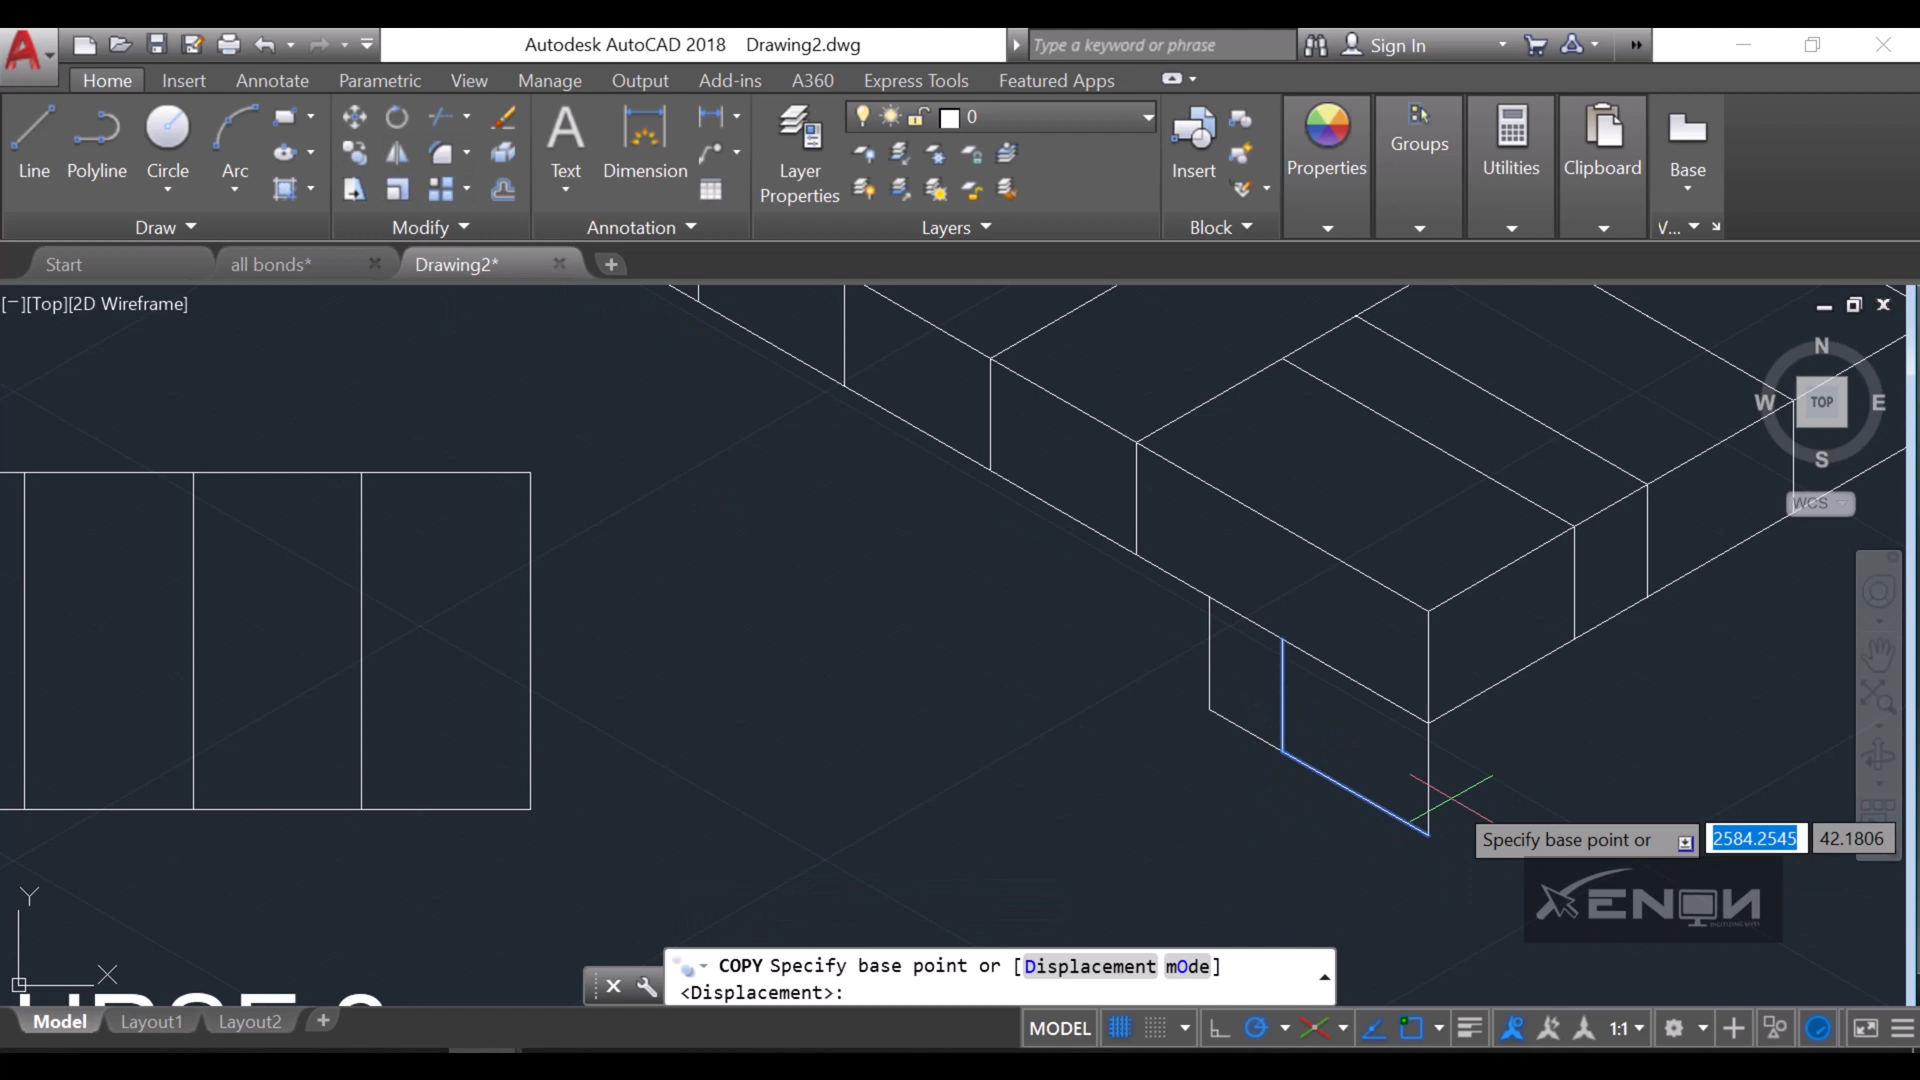 Autodesk AutoCAD 2018 Drawing2.dwg
Type a keyword or phrase
Sign In
Home Insert Annotate Parametric View Manage Output Add-ins A360 Express Tools Featured Apps
Line
Polyline
Circle
Arc
Text
Dimension
Layer
Properties
0
Insert
Properties
Groups
Utilities
Clipboard
Base
Draw
Modify
Annotation
Layers
Block
V...
Start
all bonds*
Drawing2*
[−][Top][2D Wireframe]
N
W
TOP
E
S
WCS
Specify base point or
2584.2545
42.1806
XENON
Y
X
COPY Specify base point or [Displacement mOde]
<Displacement>:
Model
Layout1
Layout2
MODEL
1:1